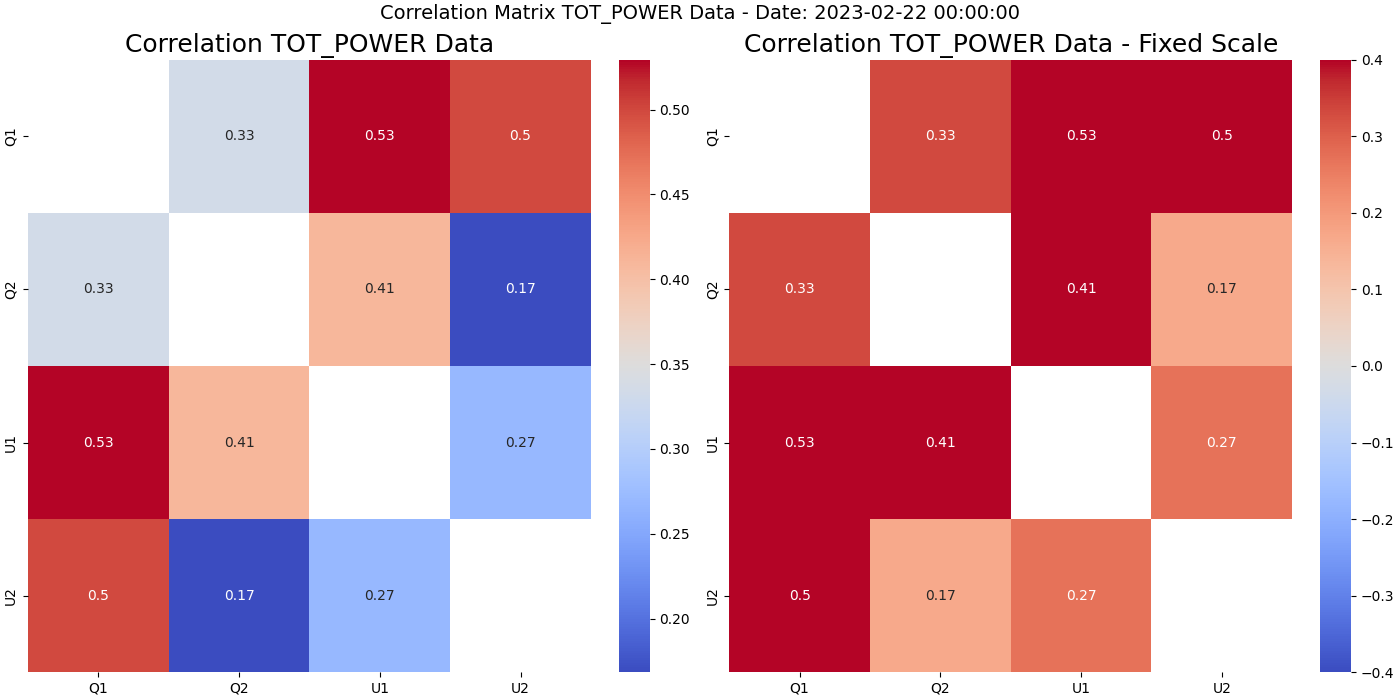 Correlation Matrix TOT_POWER Data - Date: 2023-02-22 00:00:00
Correlation TOT_POWER Data
Q1 0.33 0.53 0.5
Q2 0.33 0.41 0.17
U1 0.53 0.41 0.27
U2 0.5 0.17 0.27
Q1 Q2 U1 U2
0.50
0.45
0.40
0.35
0.30
0.25
0.20
Correlation TOT_POWER Data - Fixed Scale
Q1 0.33 0.53 0.5
Q2 0.33 0.41 0.17
U1 0.53 0.41 0.27
U2 0.5 0.17 0.27
Q1 Q2 U1 U2
0.4
0.3
0.2
0.1
0.0
−0.1
−0.2
−0.3
−0.4